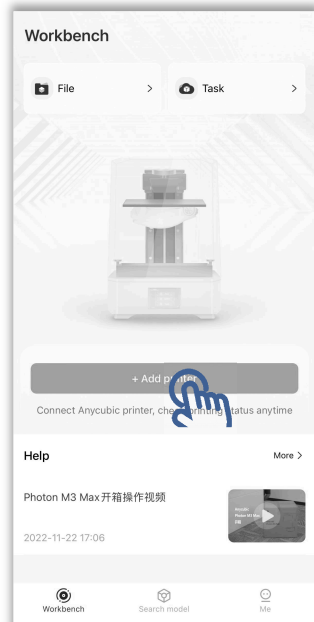 Workbench
File > Task >
+ Add printer
Connect Anycubic printer, check printing status anytime
Help More >
Photon M3 Max开箱操作视频
2022-11-22 17:06
Workbench Search model Me